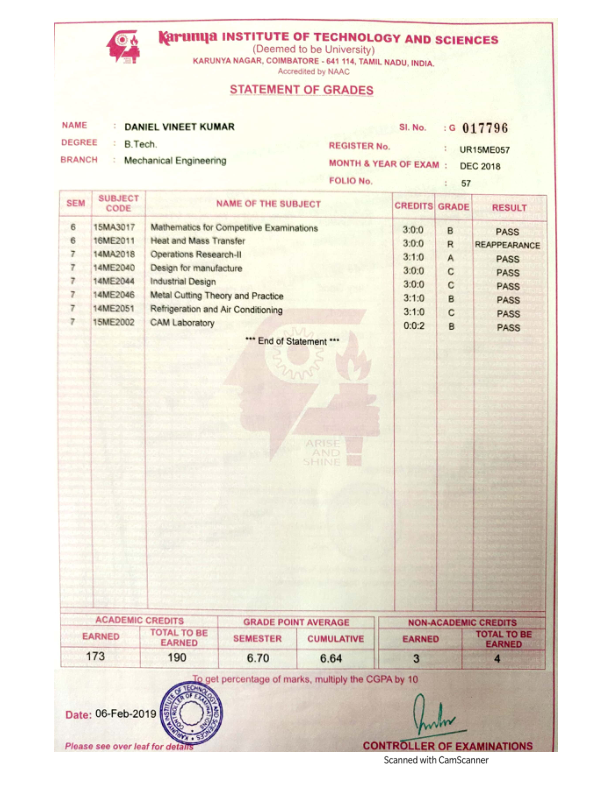 Karunya INSTITUTE OF TECHNOLOGY AND SCIENCES
(Deemed to be University)
KARUNYA NAGAR, COIMBATORE - 641 114, TAMIL NADU, INDIA.
Accredited by NAAC
STATEMENT OF GRADES
NAME : DANIEL VINEET KUMAR Sl. No. : G 017796
DEGREE : B.Tech. REGISTER No. : UR15ME057
BRANCH : Mechanical Engineering MONTH & YEAR OF EXAM : DEC 2018
FOLIO No. : 57
SEM SUBJECT CODE NAME OF THE SUBJECT CREDITS GRADE RESULT
6 15MA3017 Mathematics for Competitive Examinations 3:0:0 B PASS
6 16ME2011 Heat and Mass Transfer 3:0:0 R REAPPEARANCE
7 14MA2018 Operations Research-II 3:1:0 A PASS
7 14ME2040 Design for manufacture 3:0:0 C PASS
7 14ME2044 Industrial Design 3:0:0 C PASS
7 14ME2046 Metal Cutting Theory and Practice 3:1:0 B PASS
7 14ME2051 Refrigeration and Air Conditioning 3:1:0 C PASS
7 15ME2002 CAM Laboratory 0:0:2 B PASS
*** End of Statement ***
ARISE
AND
SHINE
ACADEMIC CREDITS GRADE POINT AVERAGE NON-ACADEMIC CREDITS
EARNED TOTAL TO BE EARNED SEMESTER CUMULATIVE EARNED TOTAL TO BE EARNED
173 190 6.70 6.64 3 4
To get percentage of marks, multiply the CGPA by 10
Date: 06-Feb-2019
Please see over leaf for details CONTROLLER OF EXAMINATIONS
Scanned with CamScanner